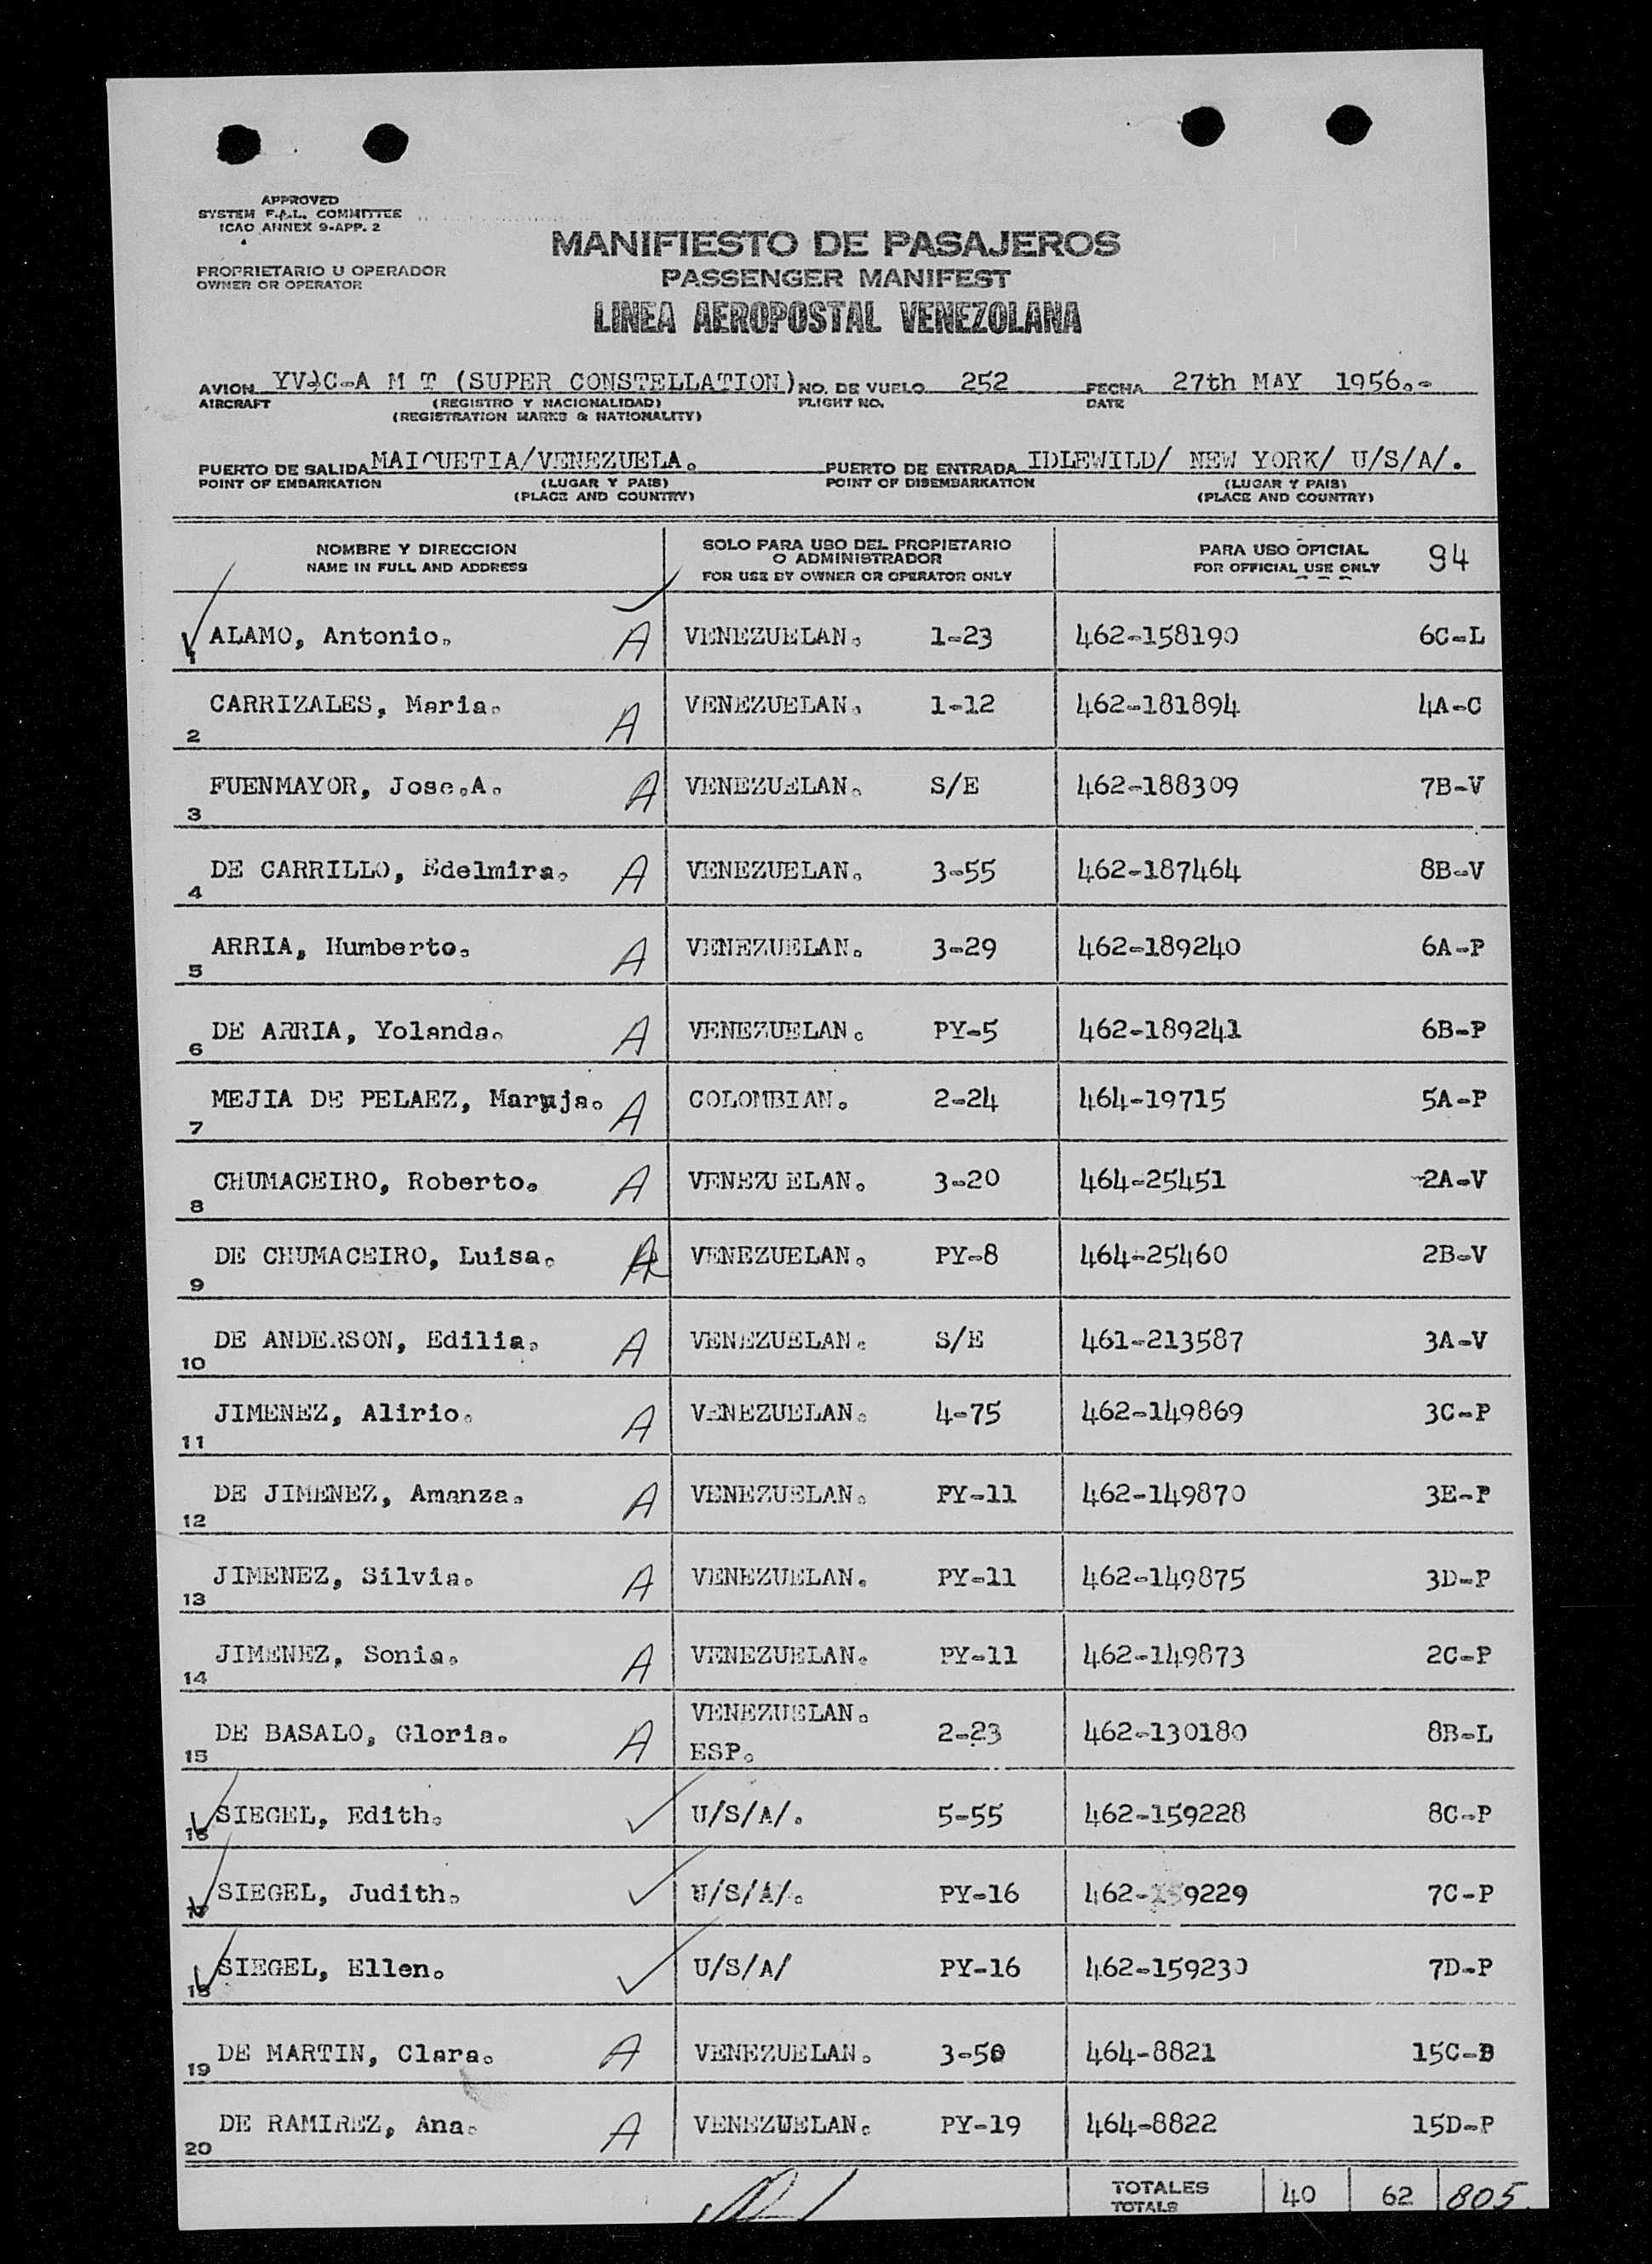 APPROVED
SYSTEM F.A.L. COMMITTEE
ICAO ANNEX 9-APP. 2
PROPRIETARIO U OPERADOR
OWNER OR OPERATOR
MANIFIESTO DE PASAJEROS
PASSENGER MANIFEST
LINEA AEROPOSTAL VENEZOLANA
AVION YV-C-A M T (SUPER CONSTELLATION) NO. DE VUELO 252 FECHA 27th MAY 1956.-
AIRCRAFT (REGISTRO Y NACIONALIDAD) FLIGHT NO. DATE
(REGISTRATION MARKS & NATIONALITY)
PUERTO DE SALIDA MAIQUETIA/VENEZUELA. PUERTO DE ENTRADA IDLEWILD/ NEW YORK/ U/S/A/.
POINT OF EMBARKATION (LUGAR Y PAIS) POINT OF DISEMBARKATION (LUGAR Y PAIS)
(PLACE AND COUNTRY) (PLACE AND COUNTRY)
NOMBRE Y DIRECCION SOLO PARA USO DEL PROPIETARIO PARA USO OFICIAL 94
NAME IN FULL AND ADDRESS O ADMINISTRADOR FOR OFFICIAL USE ONLY
FOR USE BY OWNER OR OPERATOR ONLY
1 ALAMO, Antonio. A VENEZUELAN. 1-23 462-158190 6C-L
2 CARRIZALES, Maria. A VENEZUELAN. 1-12 462-181894 4A-C
3 FUENMAYOR, Jose.A. A VENEZUELAN. S/E 462-188309 7B-V
4 DE CARRILLO, Edelmira. A VENEZUELAN. 3-55 462-187464 8B-V
5 ARRIA, Humberto. A VENEZUELAN. 3-29 462-189240 6A-P
6 DE ARRIA, Yolanda. A VENEZUELAN. PY-5 462-189241 6B-P
7 MEJIA DE PELAEZ, Maruja. A COLOMBIAN. 2-24 464-19715 5A-P
8 CHUMACEIRO, Roberto. A VENEZUELAN. 3-20 464-25451 2A-V
9 DE CHUMACEIRO, Luisa. A VENEZUELAN. PY-8 464-25460 2B-V
10 DE ANDERSON, Edilia. A VENEZUELAN. S/E 461-213587 3A-V
11 JIMENEZ, Alirio. A VENEZUELAN. 4-75 462-149869 3C-P
12 DE JIMENEZ, Amanza. A VENEZUELAN. PY-11 462-149870 3E-P
13 JIMENEZ, Silvia. A VENEZUELAN. PY-11 462-149875 3D-P
14 JIMENEZ, Sonia. A VENEZUELAN. PY-11 462-149873 2C-P
15 DE BASALO, Gloria. A VENEZUELAN. ESP. 2-23 462-130180 8B-L
16 SIEGEL, Edith. U/S/A/. 5-55 462-159228 8C-P
17 SIEGEL, Judith. U/S/A/. PY-16 462-159229 7C-P
18 SIEGEL, Ellen. U/S/A/ PY-16 462-159230 7D-P
19 DE MARTIN, Clara. A VENEZUELAN. 3-50 464-8821 15C-P
20 DE RAMIREZ, Ana. A VENEZUELAN. PY-19 464-8822 15D-P
TOTALES 40 62 805
TOTALS